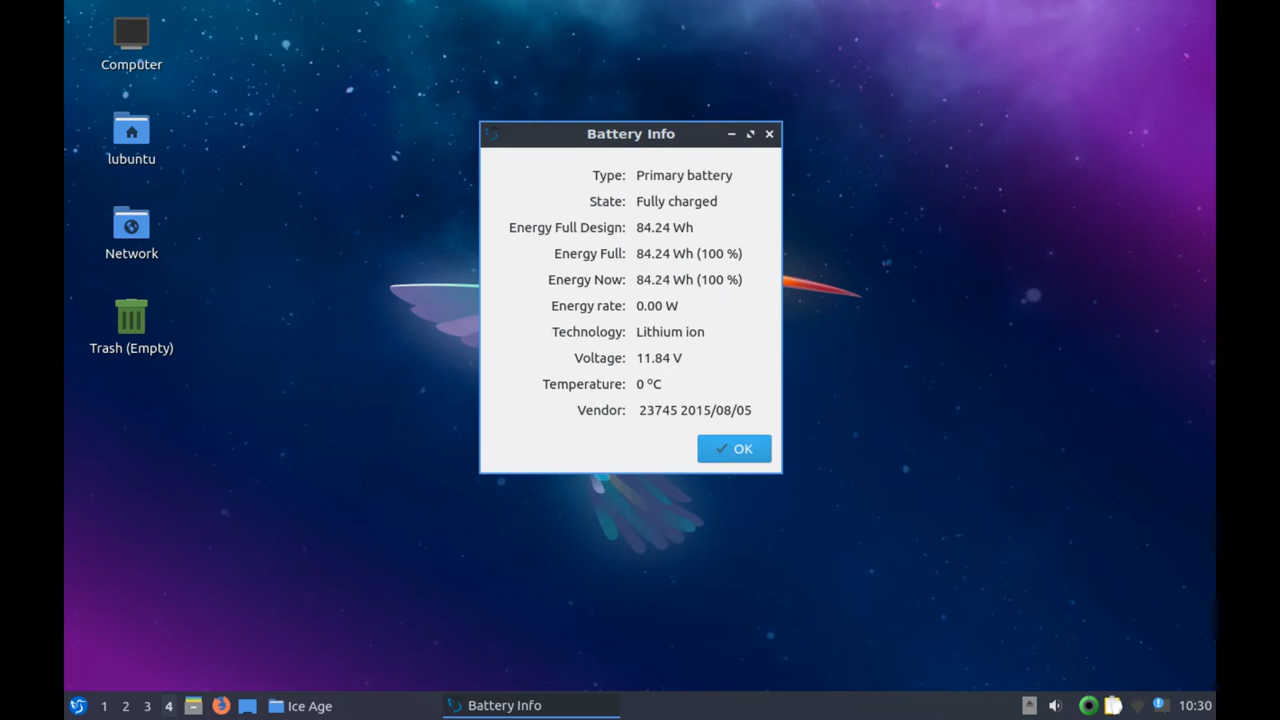 Computer
lubuntu
Network
Trash (Empty)
Battery Info
Type: Primary battery
State: Fully charged
Energy Full Design: 84.24 Wh
Energy Full: 84.24 Wh (100 %)
Energy Now: 84.24 Wh (100 %)
Energy rate: 0.00 W
Technology: Lithium ion
Voltage: 11.84 V
Temperature: 0 ºC
Vendor: 23745 2015/08/05
OK
1 2 3 4 Ice Age Battery Info 10:30